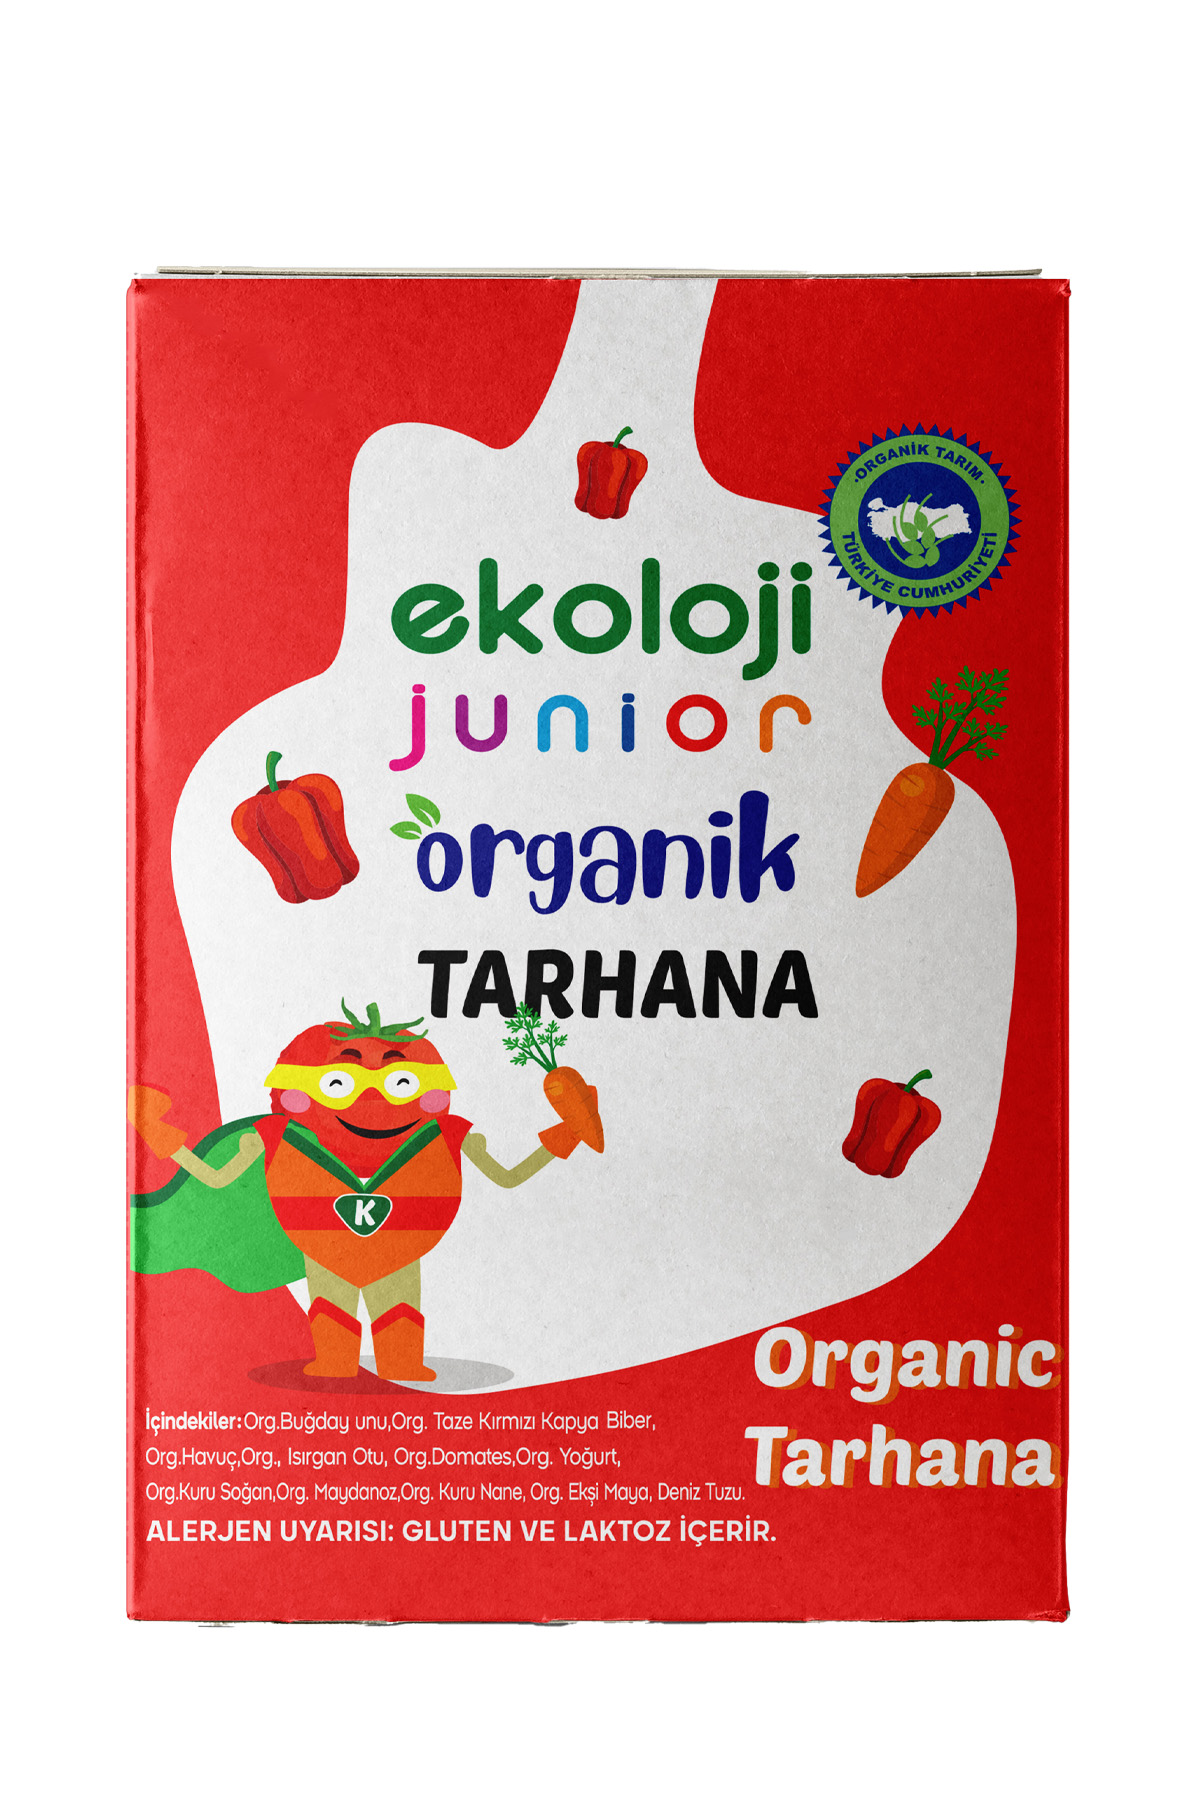 ORGANİK TARIM
TÜRKİYE CUMHURİYETİ
ekoloji
junior
organik
TARHANA
K
Organic
Tarhana
İçindekiler:Org.Buğday unu,Org. Taze Kırmızı Kapya Biber,
Org.Havuç,Org., Isırgan Otu, Org.Domates,Org. Yoğurt,
Org.Kuru Soğan,Org. Maydanoz,Org. Kuru Nane, Org. Ekşi Maya, Deniz Tuzu.
ALERJEN UYARISI: GLUTEN VE LAKTOZ İÇERİR.